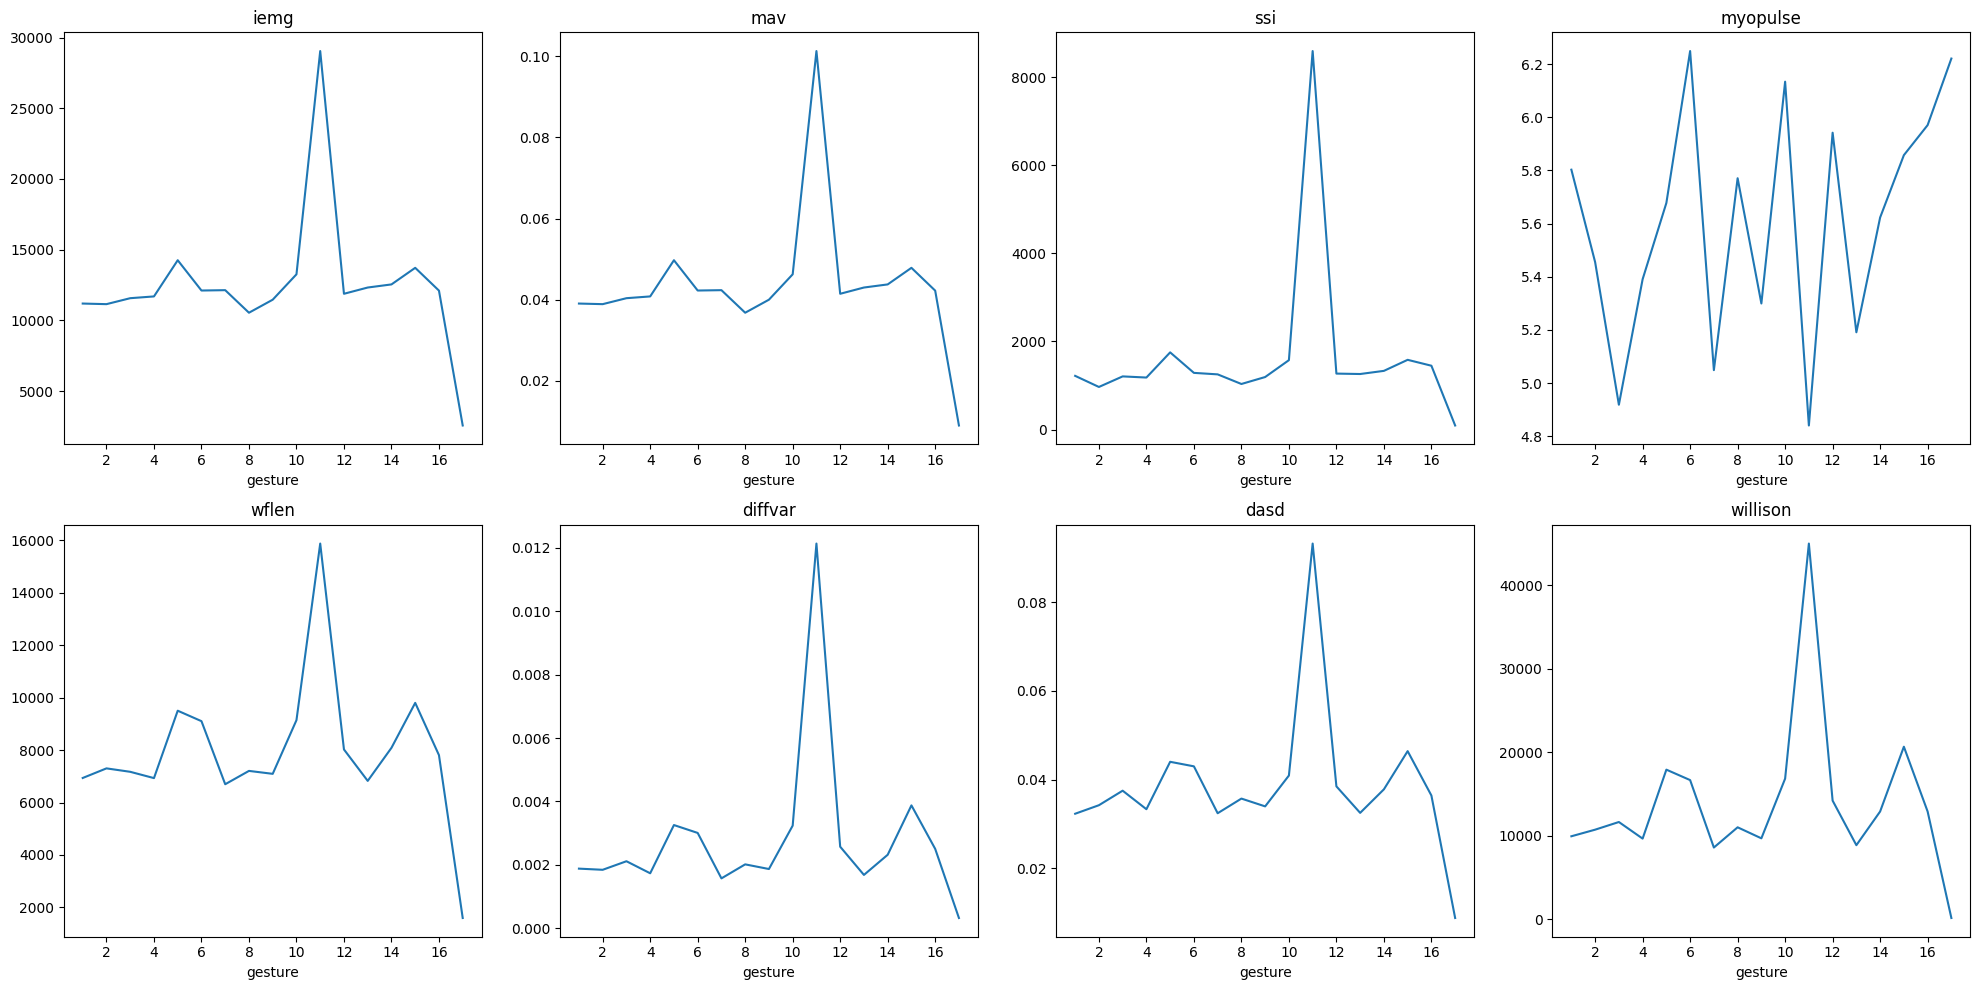 iemg
30000
25000
20000
15000
10000
5000
2 4 6 8 10 12 14 16
gesture
mav
0.10
0.08
0.06
0.04
0.02
2 4 6 8 10 12 14 16
gesture
ssi
8000
6000
4000
2000
0
2 4 6 8 10 12 14 16
gesture
myopulse
6.2
6.0
5.8
5.6
5.4
5.2
5.0
4.8
2 4 6 8 10 12 14 16
gesture
wflen
16000
14000
12000
10000
8000
6000
4000
2000
2 4 6 8 10 12 14 16
gesture
diffvar
0.012
0.010
0.008
0.006
0.004
0.002
0.000
2 4 6 8 10 12 14 16
gesture
dasd
0.08
0.06
0.04
0.02
2 4 6 8 10 12 14 16
gesture
willison
40000
30000
20000
10000
0
2 4 6 8 10 12 14 16
gesture